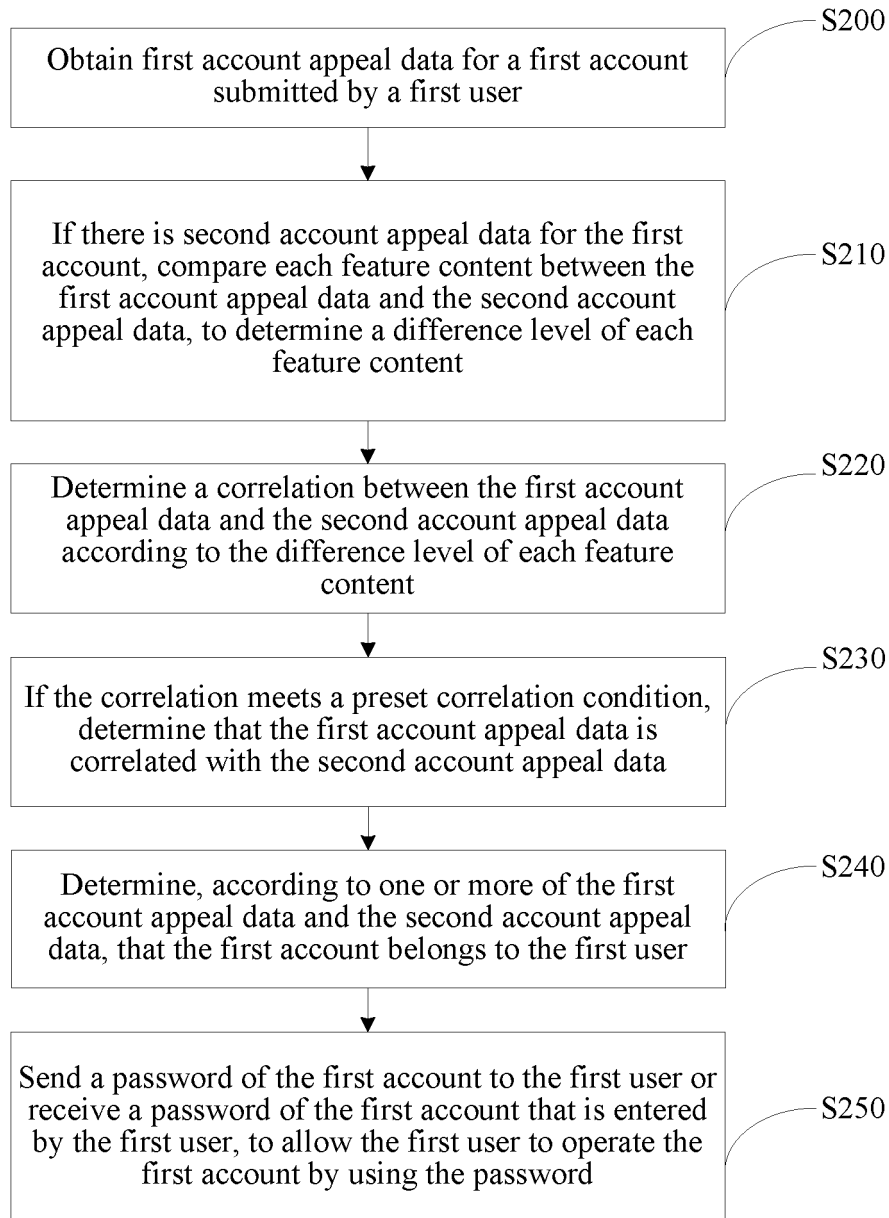 S200
Obtain first account appeal data for a first account
submitted by a first user
If there is second account appeal data for the first
account, compare each feature content between the
first account appeal data and the second account
appeal data, to determine a difference level of each
feature content
S210
Determine a correlation between the first account
appeal data and the second account appeal data
according to the difference level of each feature
content
S220
If the correlation meets a preset correlation condition,
determine that the first account appeal data is
correlated with the second account appeal data
S230
Determine, according to one or more of the first
account appeal data and the second account appeal
data, that the first account belongs to the first user
S240
Send a password of the first account to the first user or
receive a password of the first account that is entered
by the first user, to allow the first user to operate the
first account by using the password
S250